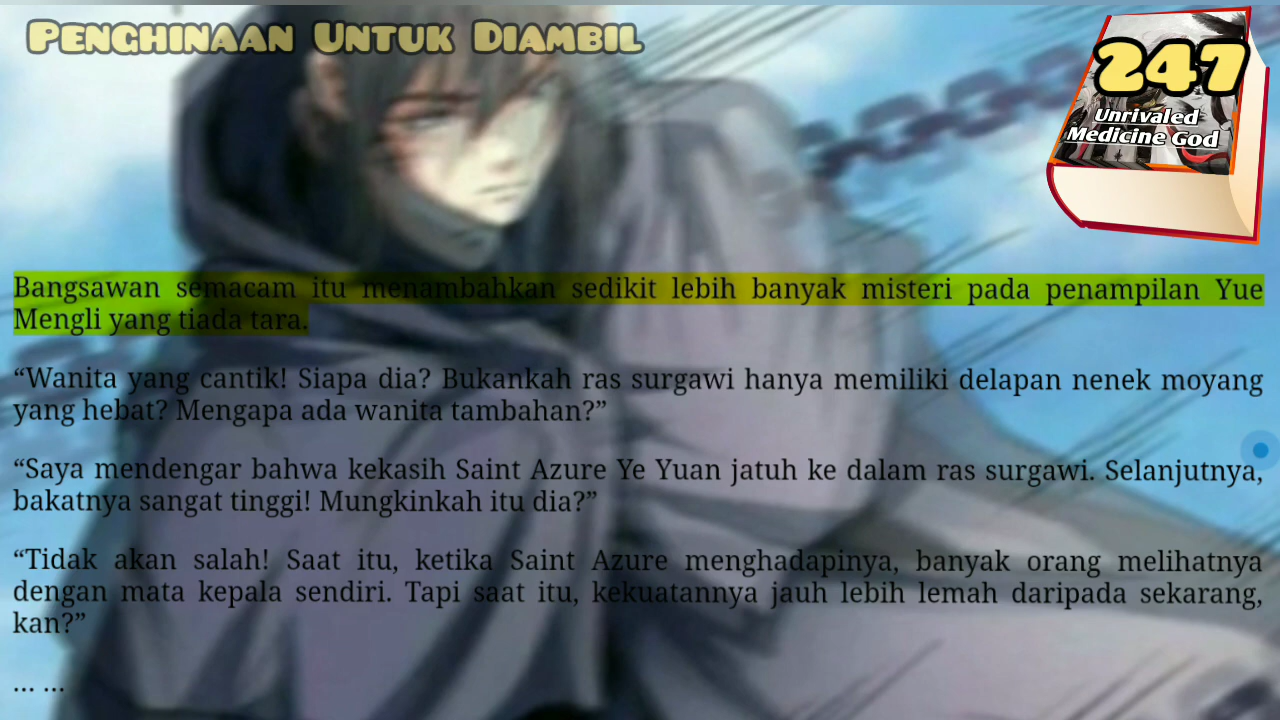 Penghinaan Untuk Diambil
247
Unrivaled
Medicine God
Bangsawan semacam itu menambahkan sedikit lebih banyak misteri pada penampilan Yue
Mengli yang tiada tara.
“Wanita yang cantik! Siapa dia? Bukankah ras surgawi hanya memiliki delapan nenek moyang
yang hebat? Mengapa ada wanita tambahan?”
“Saya mendengar bahwa kekasih Saint Azure Ye Yuan jatuh ke dalam ras surgawi. Selanjutnya,
bakatnya sangat tinggi! Mungkinkah itu dia?”
“Tidak akan salah! Saat itu, ketika Saint Azure menghadapinya, banyak orang melihatnya
dengan mata kepala sendiri. Tapi saat itu, kekuatannya jauh lebih lemah daripada sekarang,
kan?”
... ...